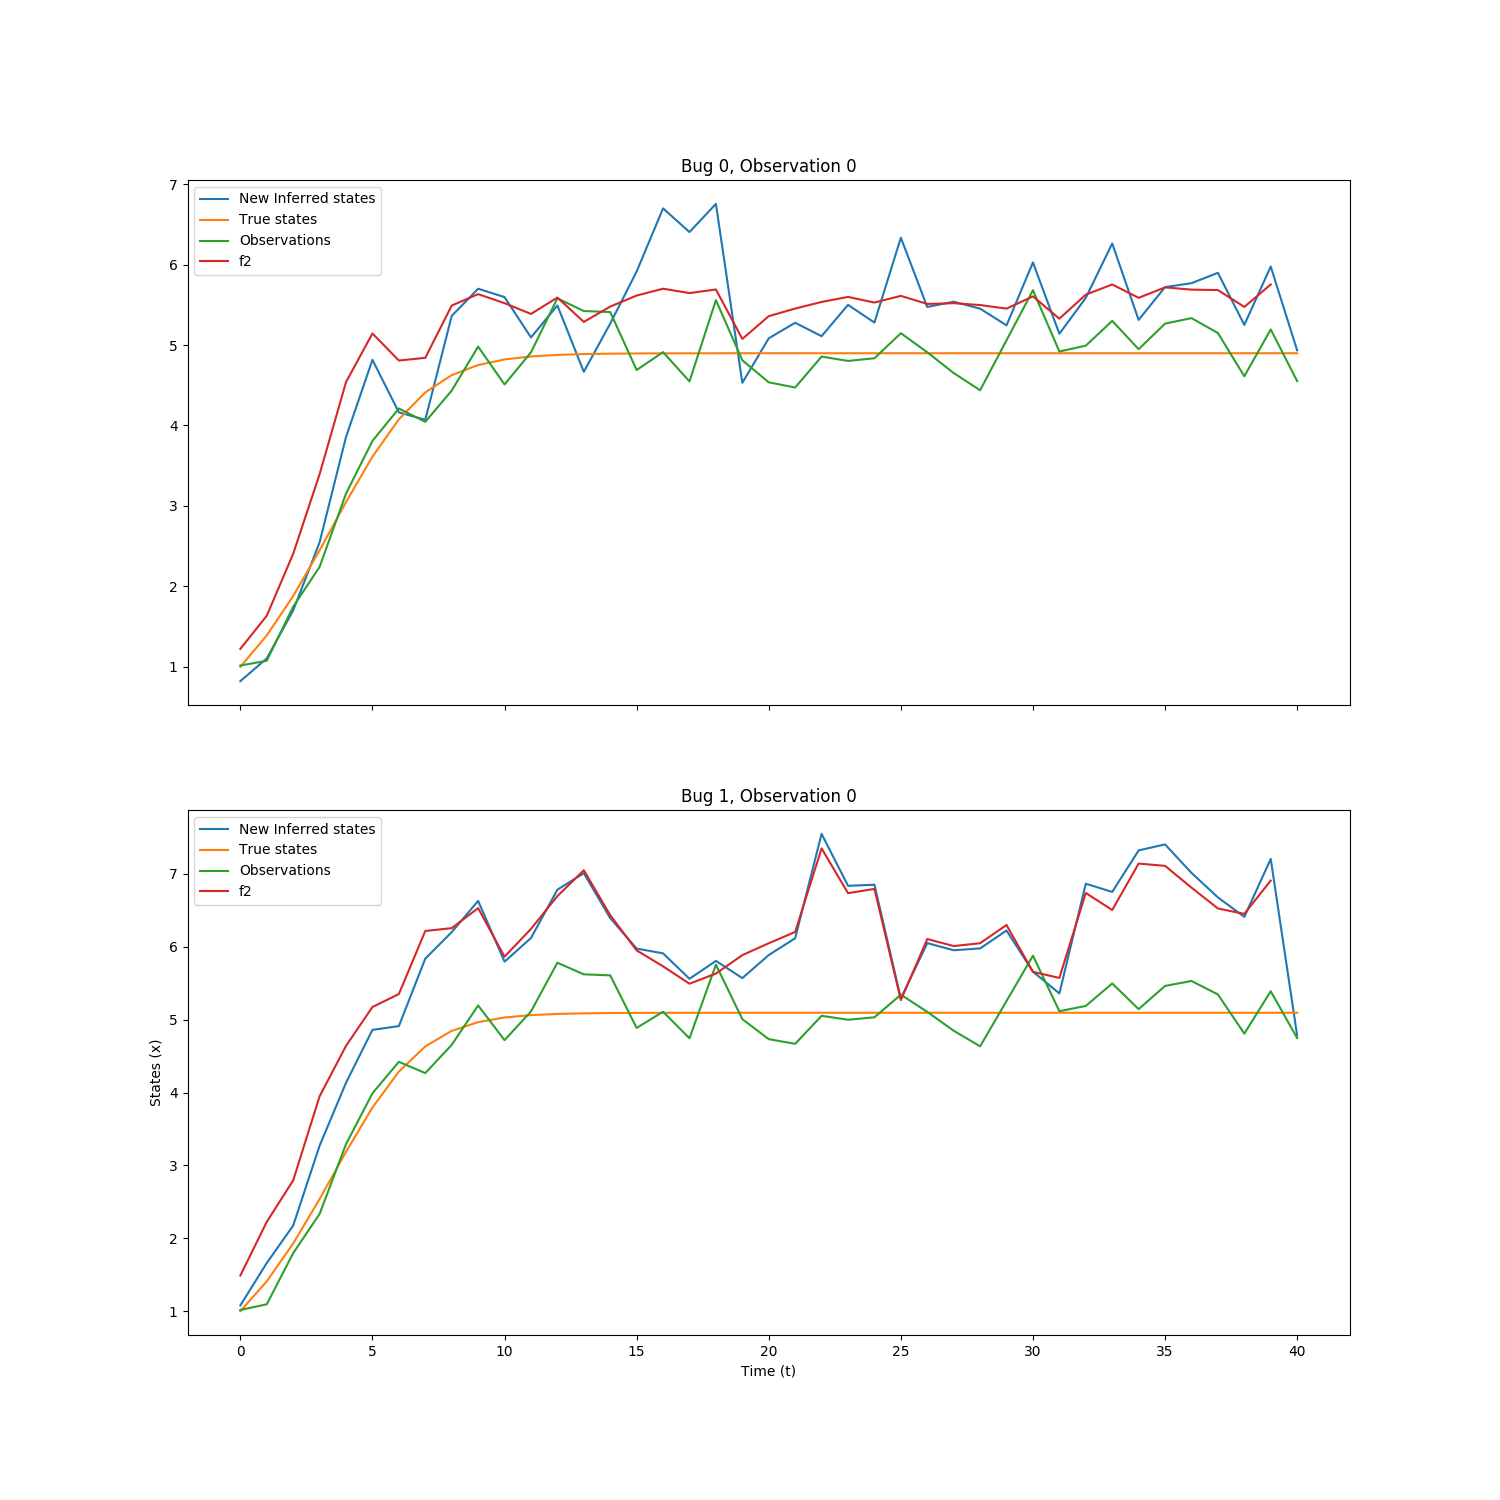 Bug 0, Observation 0
7
6
5
4
3
2
1
New Inferred states
True states
Observations
f2
Bug 1, Observation 0
States (x)
7
6
5
4
3
2
1
New Inferred states
True states
Observations
f2
0 5 10 15 20 25 30 35 40
Time (t)